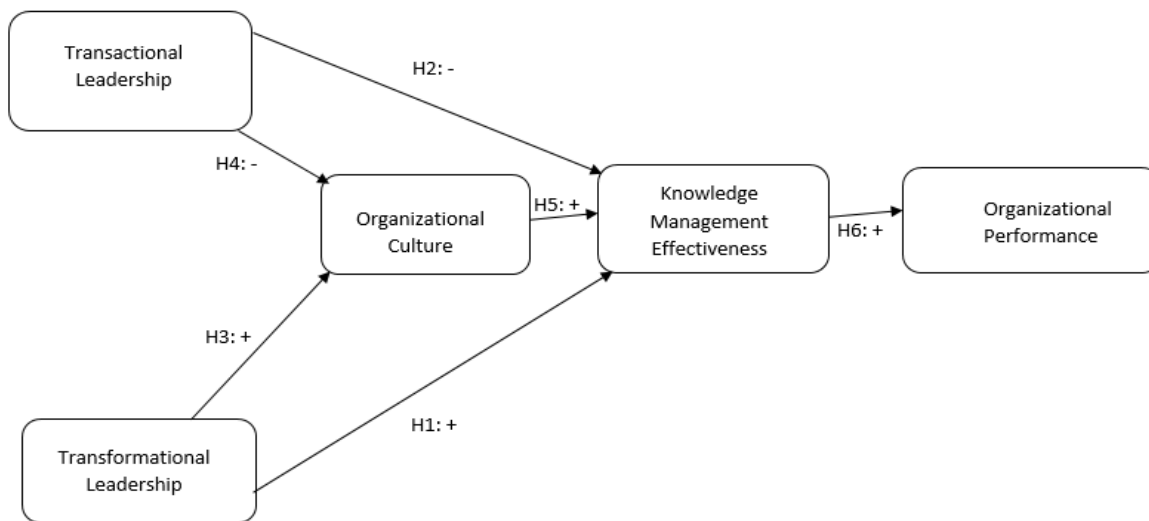 Transactional
Leadership
H2: -
H4: -
Organizational
Culture
H5: +
Knowledge
Management
Effectiveness
H6: +
Organizational
Performance
H3: +
H1: +
Transformational
Leadership